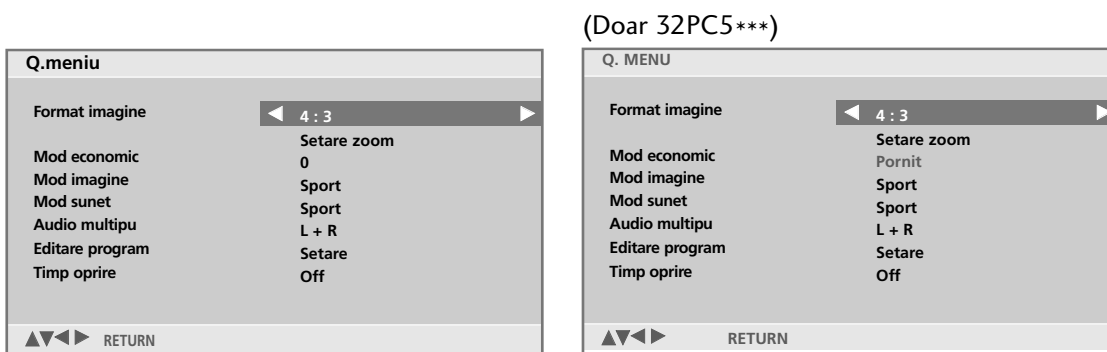 (Doar 32PC5***)
Q.meniu
Format imagine ◀ 4 : 3 ▶
Setare zoom
Mod economic 0
Mod imagine Sport
Mod sunet Sport
Audio multipu L + R
Editare program Setare
Timp oprire Off
▲▼◀▶ RETURN
Q. MENU
Format imagine ◀ 4 : 3 ▶
Setare zoom
Mod economic Pornit
Mod imagine Sport
Mod sunet Sport
Audio multipu L + R
Editare program Setare
Timp oprire Off
▲▼◀▶ RETURN